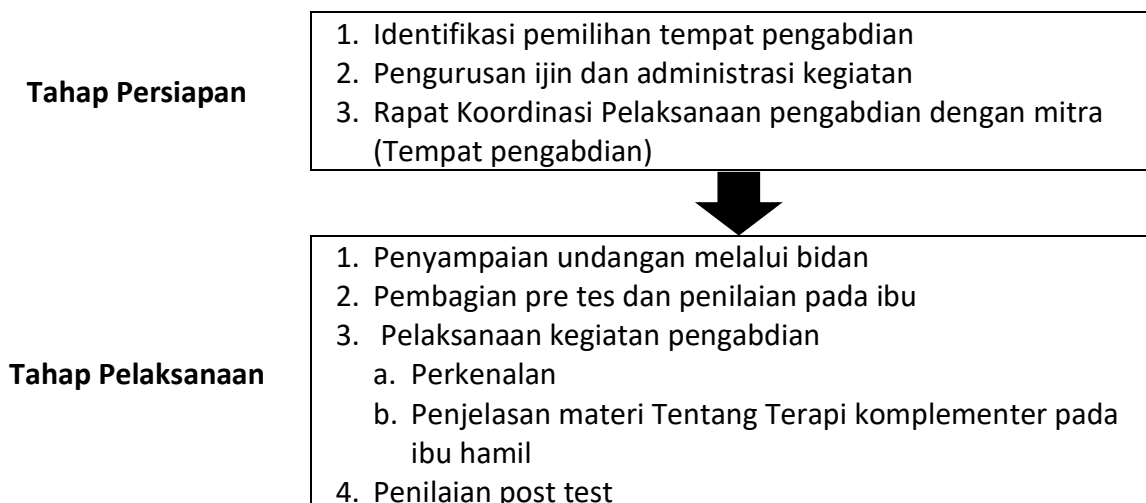 Tahap Persiapan
1. Identifikasi pemilihan tempat pengabdian
2. Pengurusan ijin dan administrasi kegiatan
3. Rapat Koordinasi Pelaksanaan pengabdian dengan mitra
(Tempat pengabdian)
Tahap Pelaksanaan
1. Penyampaian undangan melalui bidan
2. Pembagian pre tes dan penilaian pada ibu
3. Pelaksanaan kegiatan pengabdian
a. Perkenalan
b. Penjelasan materi Tentang Terapi komplementer pada
ibu hamil
4. Penilaian post test